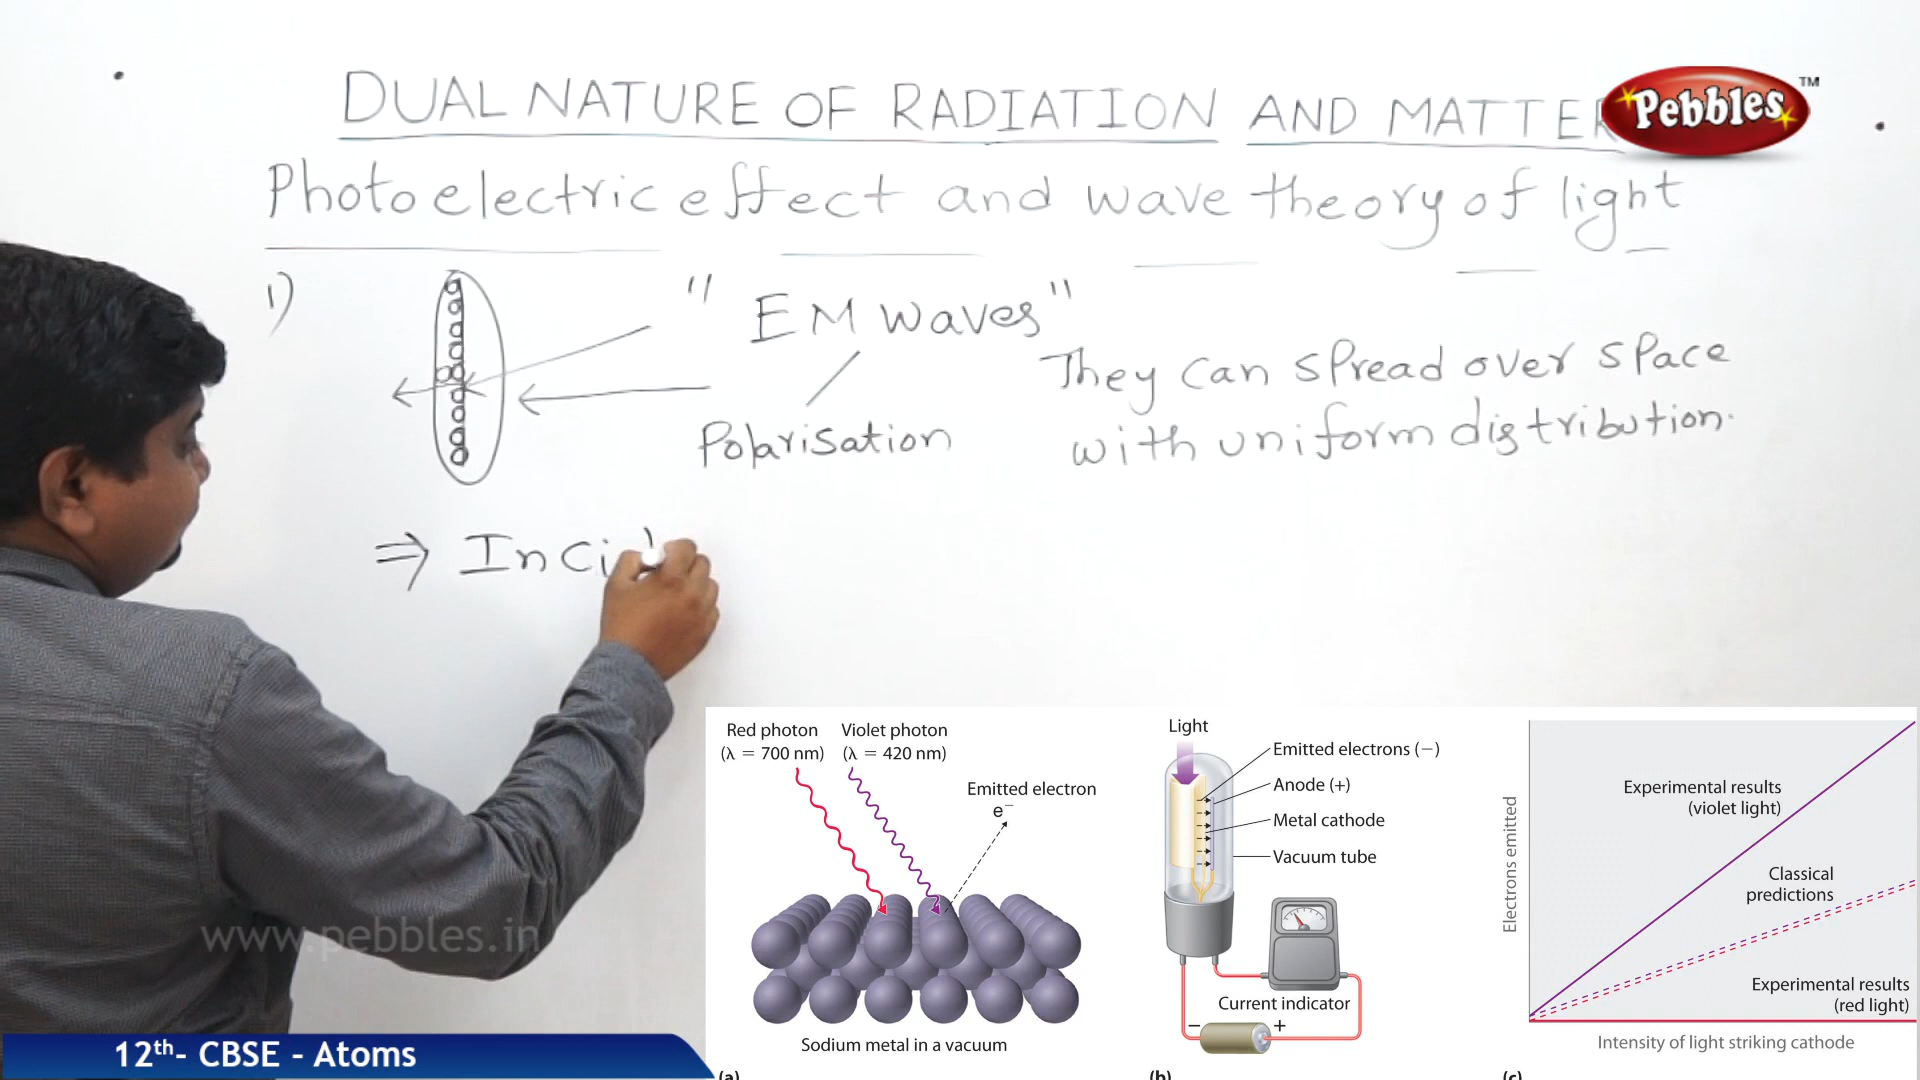 DUAL NATURE OF RADIATION AND MATTER
Pebbles™
Photoelectric effect and wave theory of light
1)
" EM waves "
They can spread over space
with uniform distribution.
Polarisation
⇒ Inci
Red photon
(λ = 700 nm)
Violet photon
(λ = 420 nm)
Emitted electron
e⁻
Sodium metal in a vacuum
(a)
Light
Emitted electrons (−)
Anode (+)
Metal cathode
Vacuum tube
Current indicator
− +
(b)
Electrons emitted
Experimental results
(violet light)
Classical
predictions
Experimental results
(red light)
Intensity of light striking cathode
(c)
www.pebbles.in
12th- CBSE - Atoms